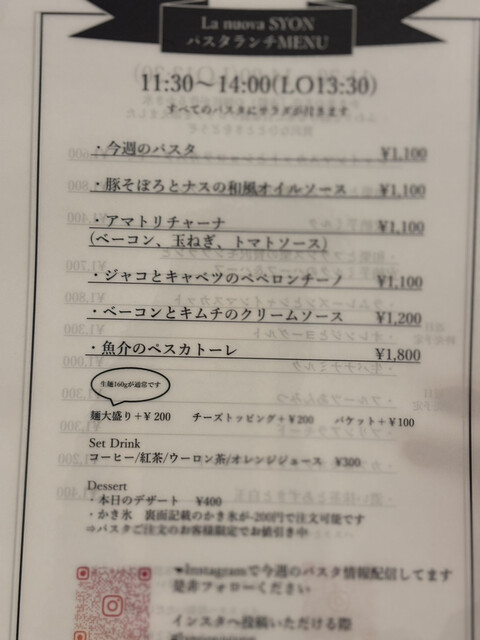 La nuova SYON
パスタランチMENU
11:30～14:00(LO13:30)
すべてのパスタにサラダが付きます
・今週のパスタ ¥1,100
・豚そぼろとナスの和風オイルソース ¥1,100
・アマトリチャーナ ¥1,100
(ベーコン、玉ねぎ、トマトソース)
・ジャコとキャベツのペペロンチーノ ¥1,100
・ベーコンとキムチのクリームソース ¥1,200
・魚介のペスカトーレ ¥1,800
生麺160gが通常です
麺大盛り+¥200 チーズトッピング+¥200 バケット+¥100
Set Drink
コーヒー/紅茶/ウーロン茶/オレンジジュース ¥300
Dessert
・本日のデザート ¥400
・かき氷 裏面記載のかき氷が-200円で注文可能です
⇒パスタご注文のお客様限定でお値引き中
Instagramで今週のパスタ情報配信してます
是非フォローください
インスタへ投稿いただける際